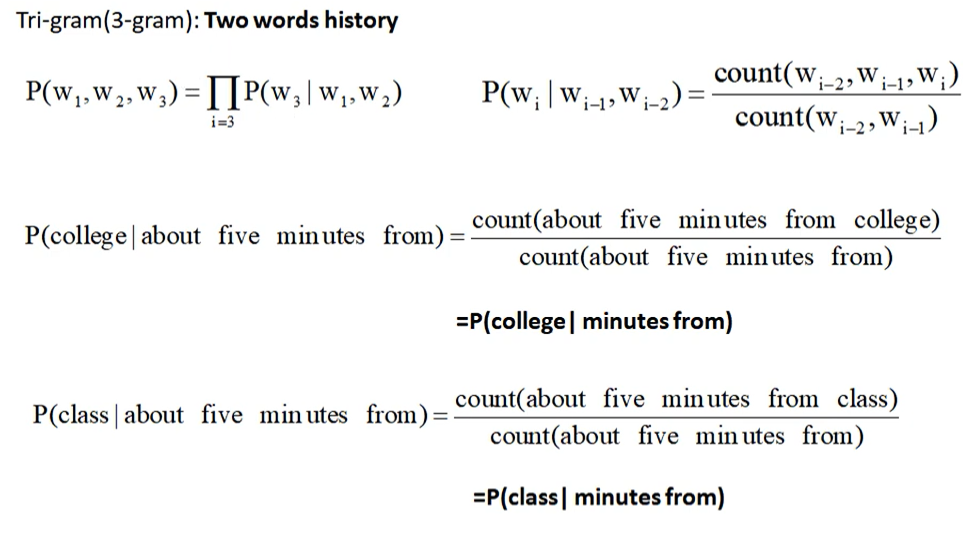 Tri-gram(3-gram): Two words history
P(w₁,w₂,w₃) = ∏ᵢ₌₃ P(w₃ | w₁,w₂)
P(wᵢ | wᵢ₋₁,wᵢ₋₂) = count(wᵢ₋₂,wᵢ₋₁,wᵢ) / count(wᵢ₋₂,wᵢ₋₁)
P(college | about five minutes from) = count(about five minutes from college) / count(about five minutes from)
=P(college| minutes from)
P(class | about five minutes from) = count(about five minutes from class) / count(about five minutes from)
=P(class| minutes from)